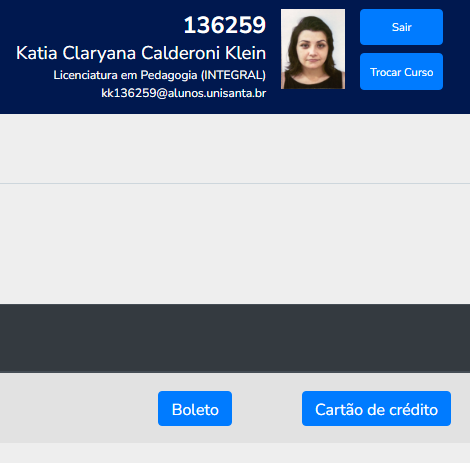 136259
Katia Claryana Calderoni Klein
Licenciatura em Pedagogia (INTEGRAL)
kk136259@alunos.unisanta.br
Sair
Trocar Curso
Boleto
Cartão de crédito